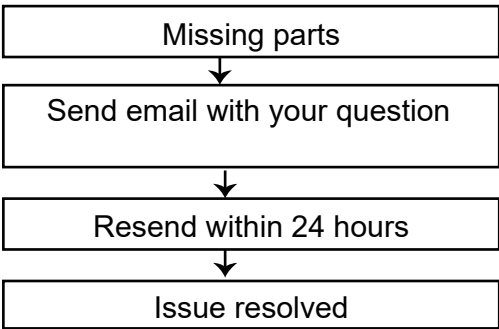 Missing parts
Send email with your question
Resend within 24 hours
Issue resolved